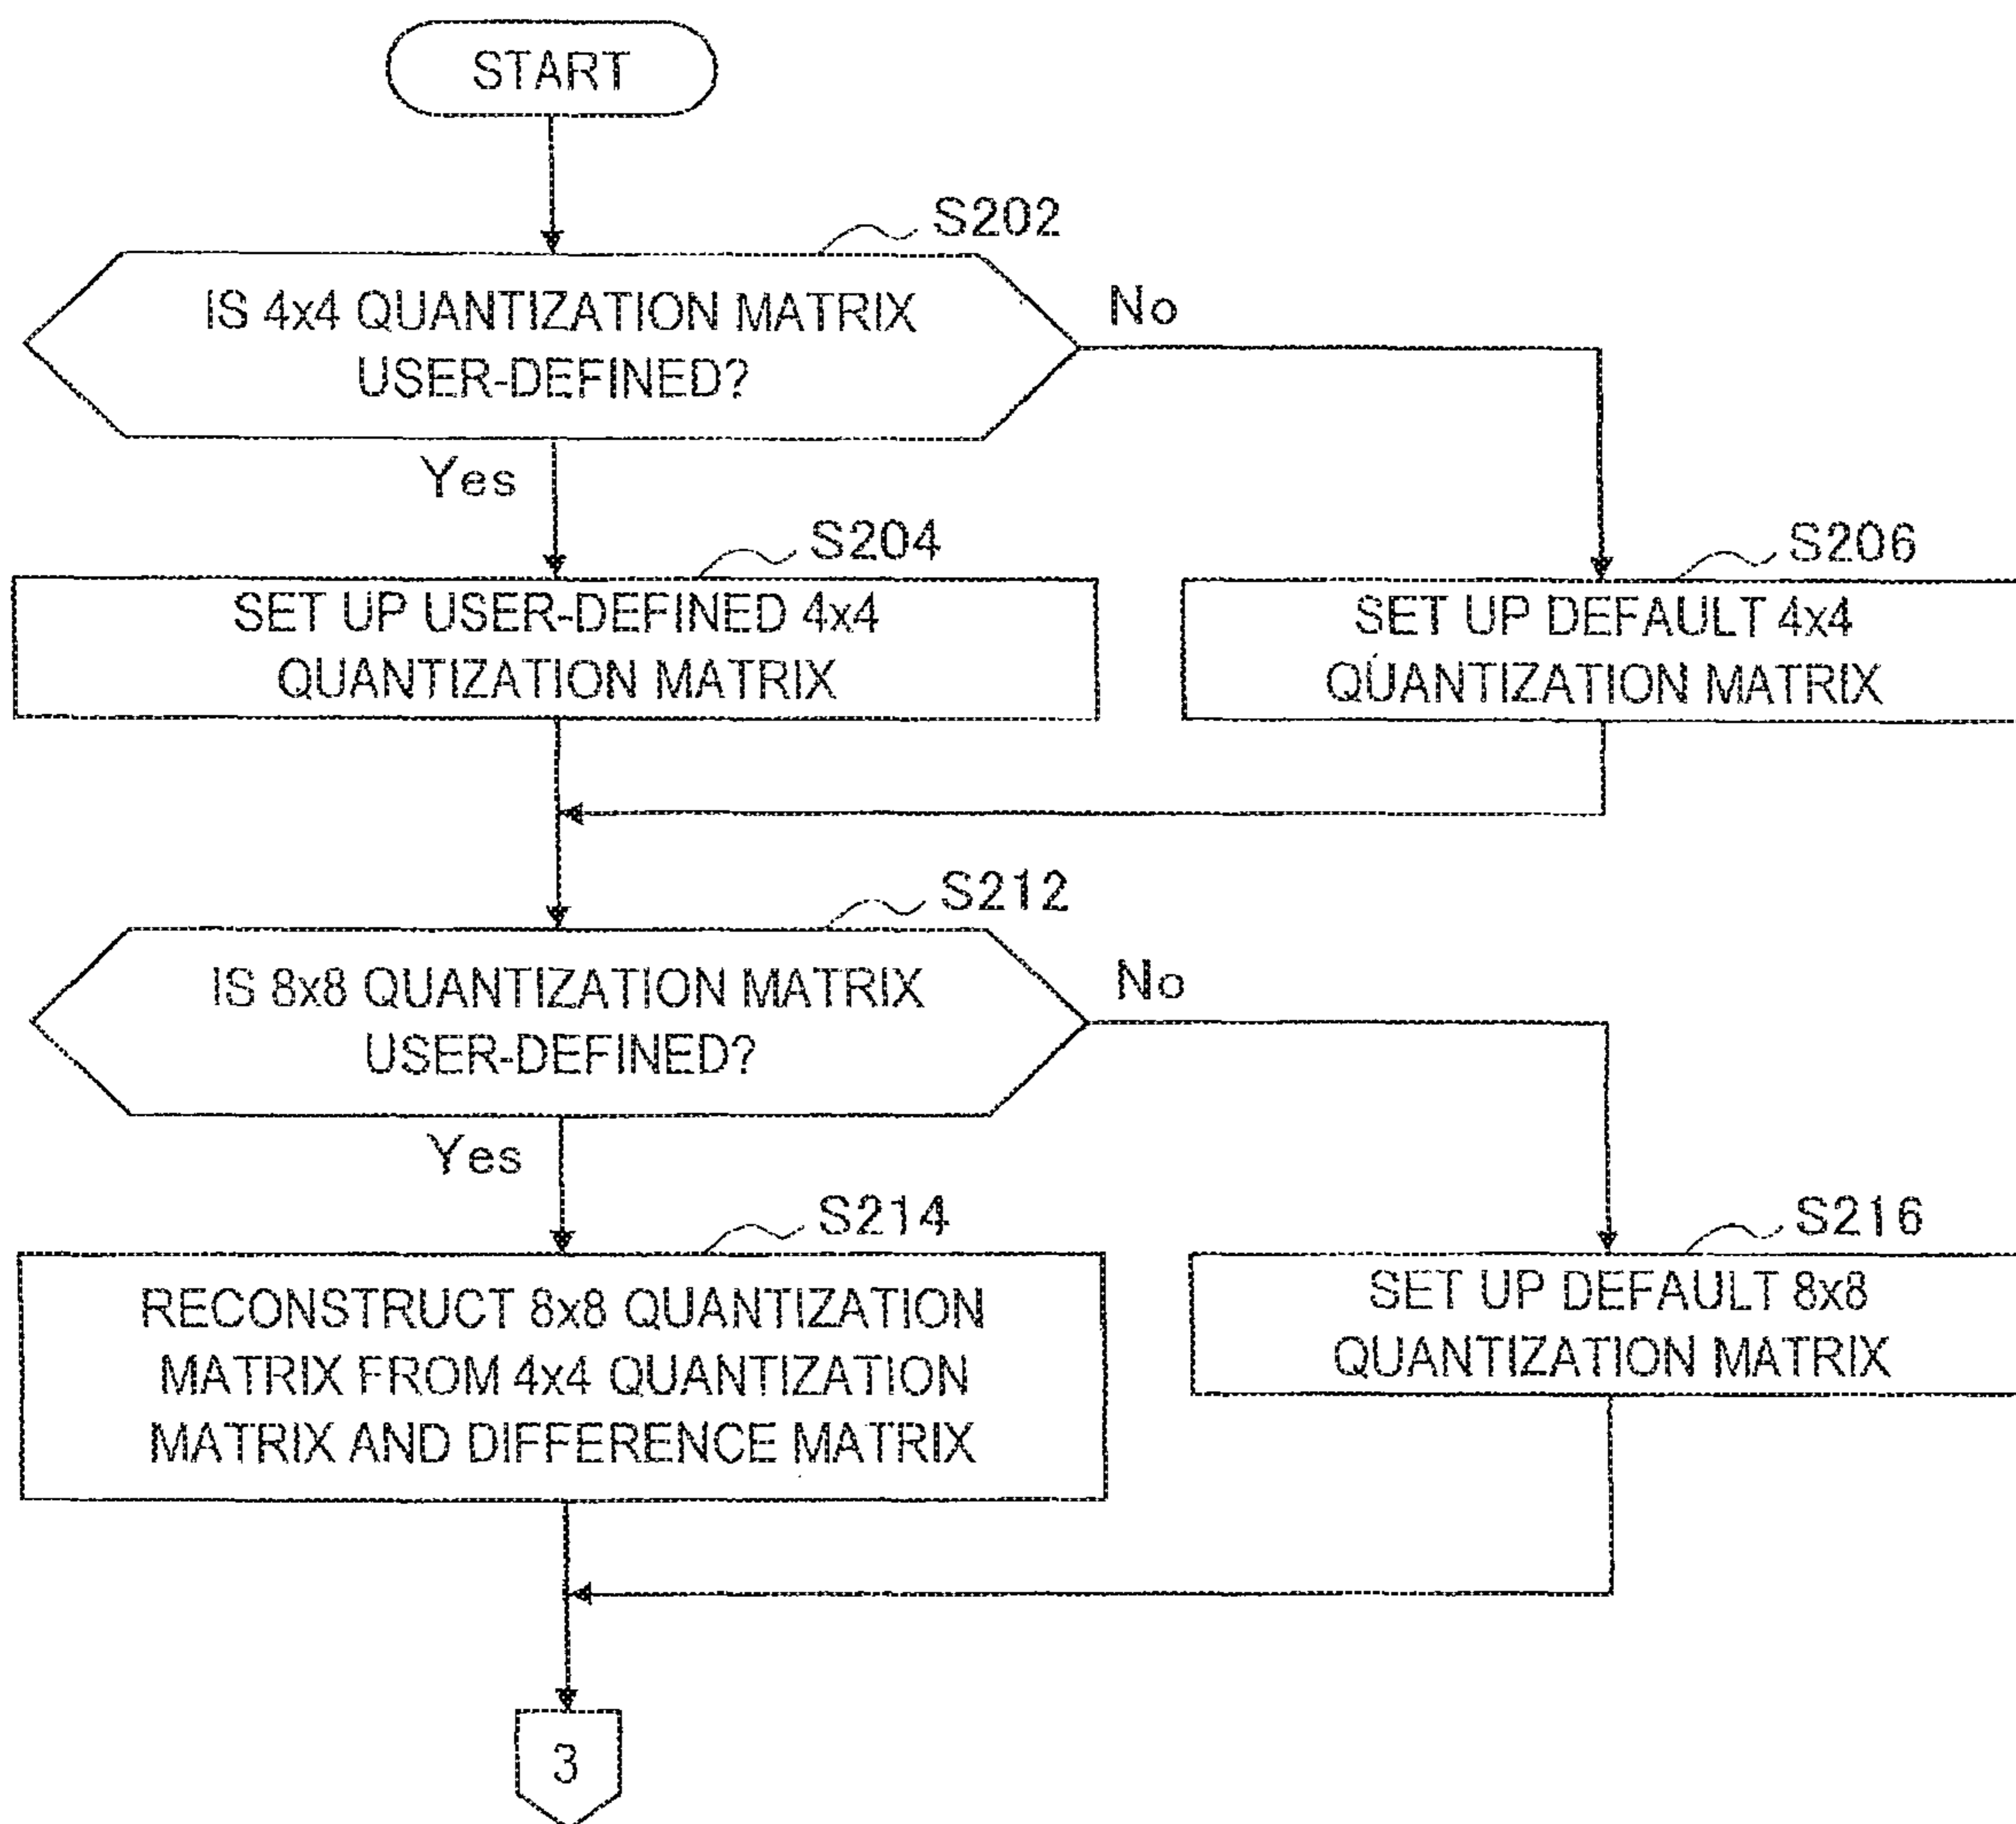 START
S202
IS 4x4 QUANTIZATION MATRIX
USER-DEFINED?
No
Yes
S204
SET UP USER-DEFINED 4x4
QUANTIZATION MATRIX
S206
SET UP DEFAULT 4x4
QUANTIZATION MATRIX
S212
IS 8x8 QUANTIZATION MATRIX
USER-DEFINED?
No
Yes
S214
RECONSTRUCT 8x8 QUANTIZATION
MATRIX FROM 4x4 QUANTIZATION
MATRIX AND DIFFERENCE MATRIX
S216
SET UP DEFAULT 8x8
QUANTIZATION MATRIX
3